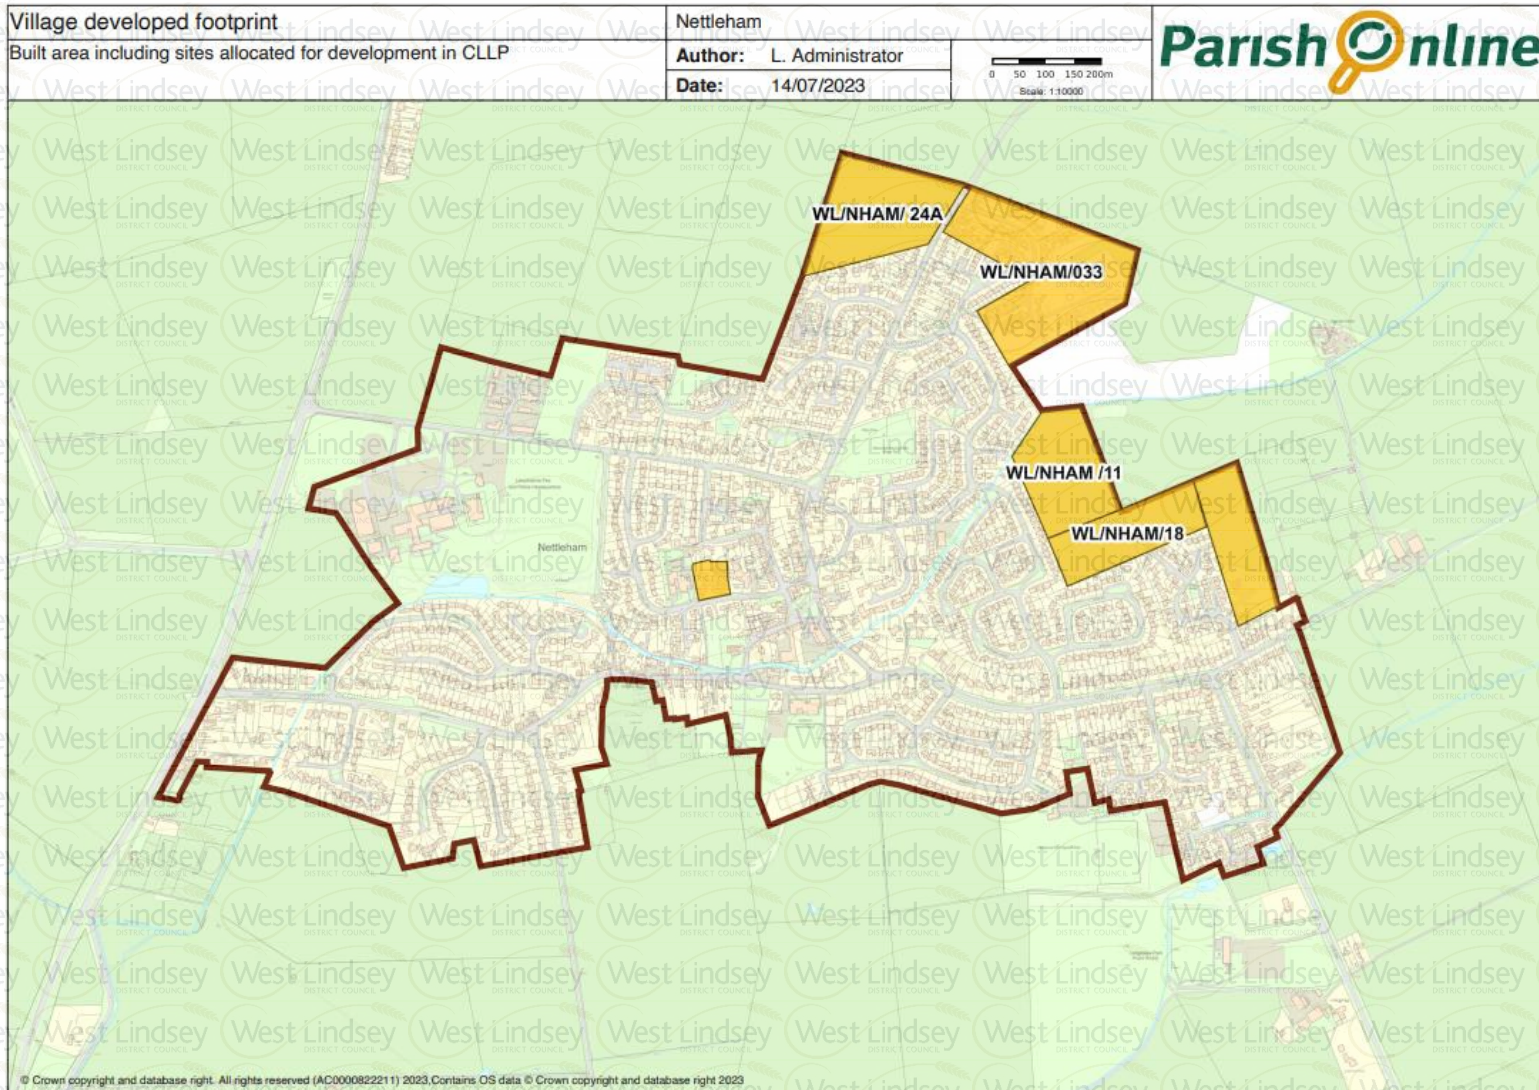 Village developed footprint
Built area including sites allocated for development in CLLP
Nettleham
Author: L. Administrator
Date: 14/07/2023
0 50 100 150 200m
Scale: 1:10000
Parish Online
WL/NHAM/ 24A
WL/NHAM/033
WL/NHAM /11
WL/NHAM/18
Nettleham
West Lindsey
DISTRICT COUNCIL
© Crown copyright and database right. All rights reserved (AC0000822211) 2023,Contains OS data © Crown copyright and database right 2023